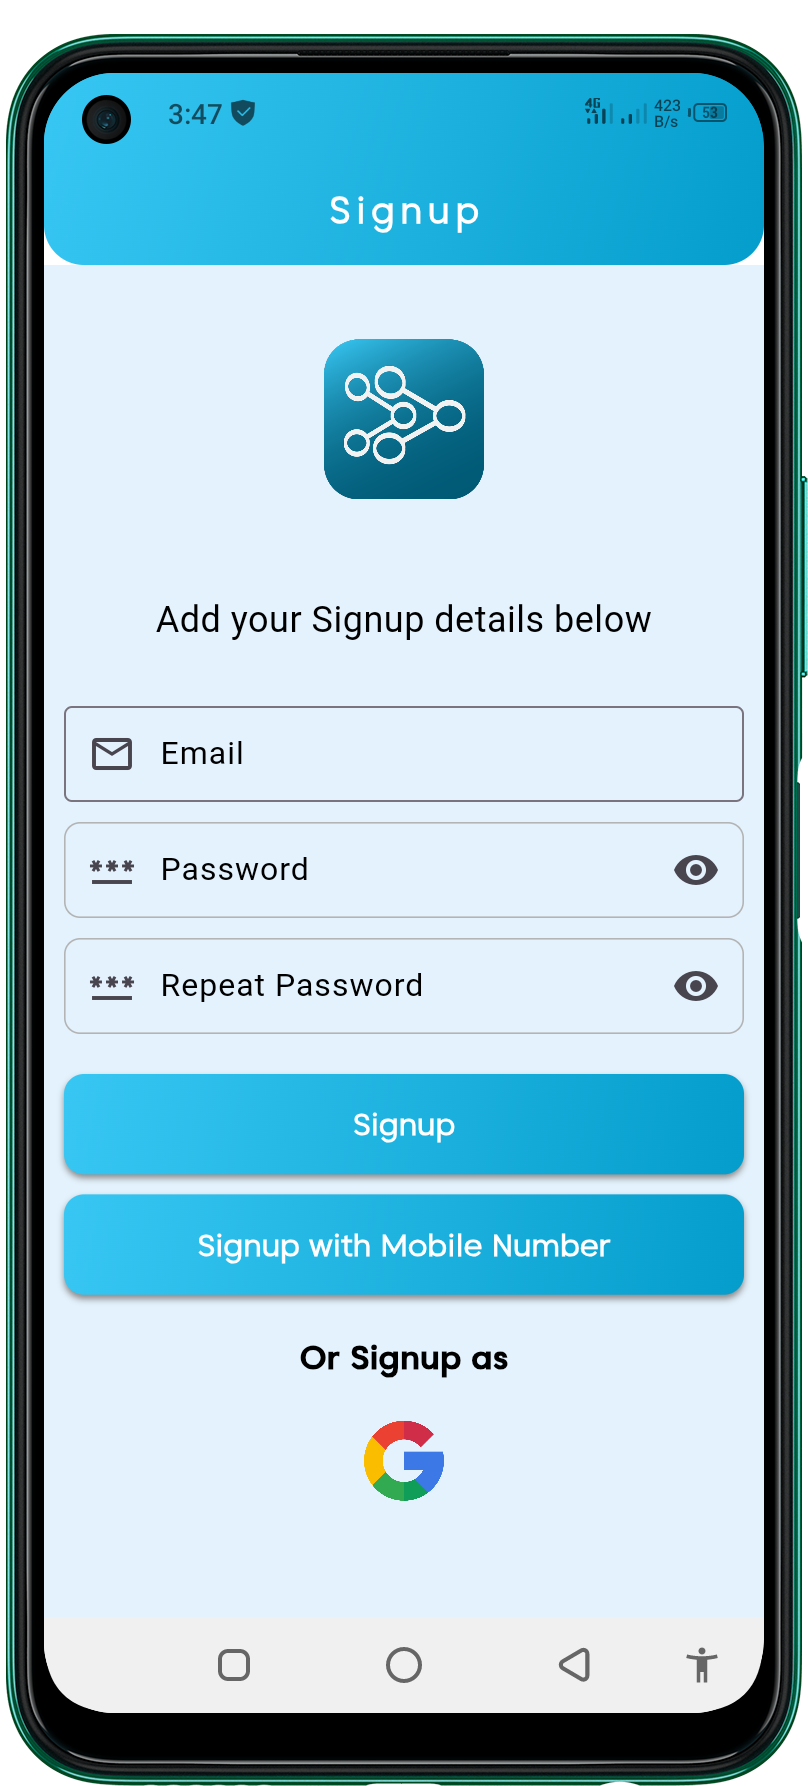 3:47
4G
423
B/s
53
Signup
Add your Signup details below
Email
***
Password
***
Repeat Password
Signup
Signup with Mobile Number
Or Signup as
G